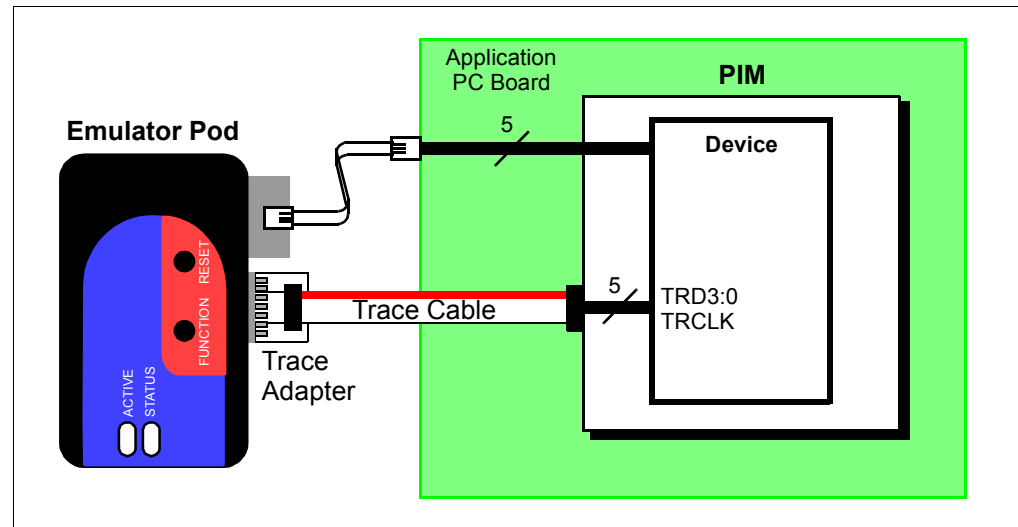 Application
PC Board
PIM
5
Emulator Pod
Device
RESET
FUNCTION
5
TRD3:0
TRCLK
Trace Cable
Trace
Adapter
ACTIVE
STATUS